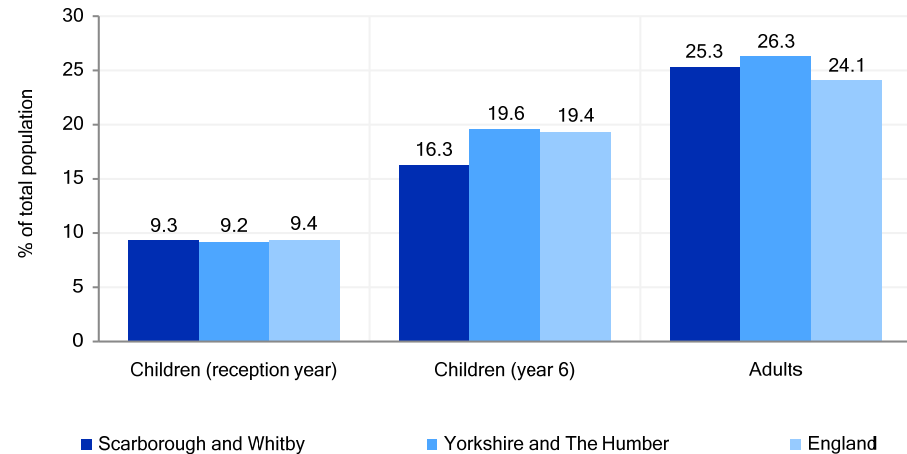 % of total population
30
25
20
15
10
5
0
9.3
9.2
9.4
16.3
19.6
19.4
25.3
26.3
24.1
Children (reception year)
Children (year 6)
Adults
Scarborough and Whitby
Yorkshire and The Humber
England